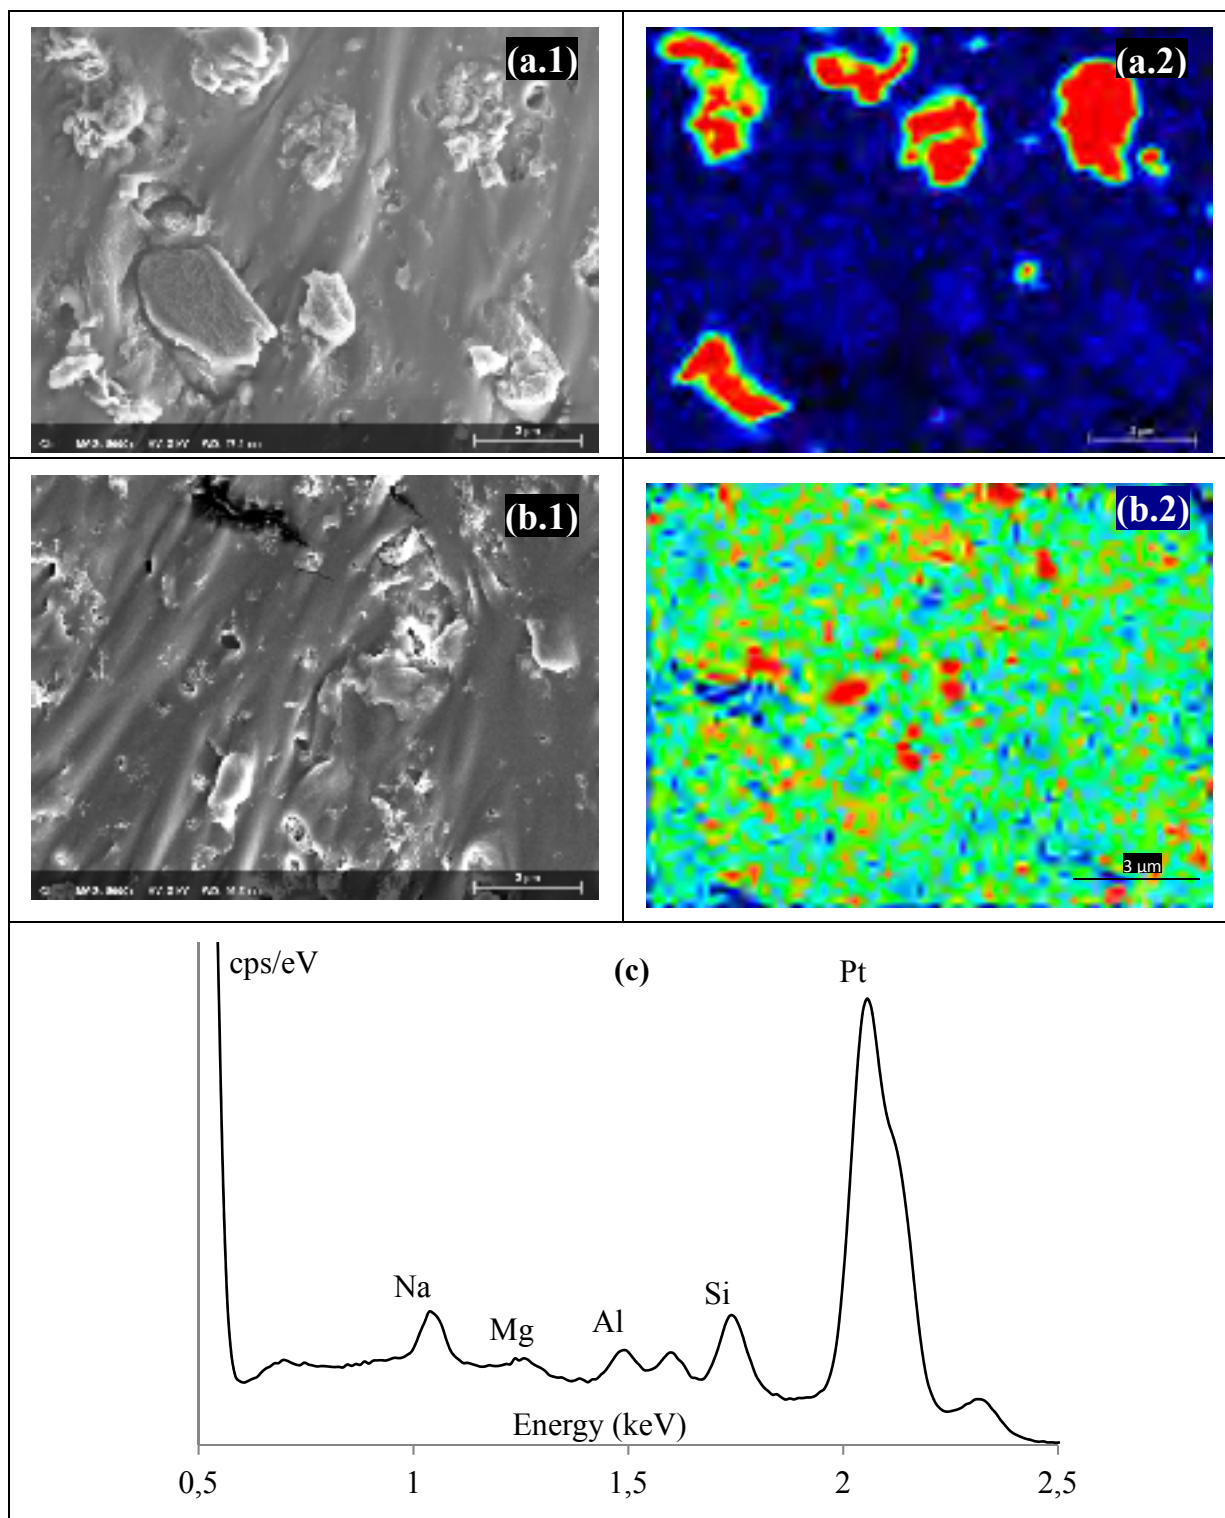 (a.1)
(a.2)
(b.1)
(b.2)
3 µm
cps/eV
(c)
Pt
Na
Mg
Al
Si
Energy (keV)
0,5
1
1,5
2
2,5